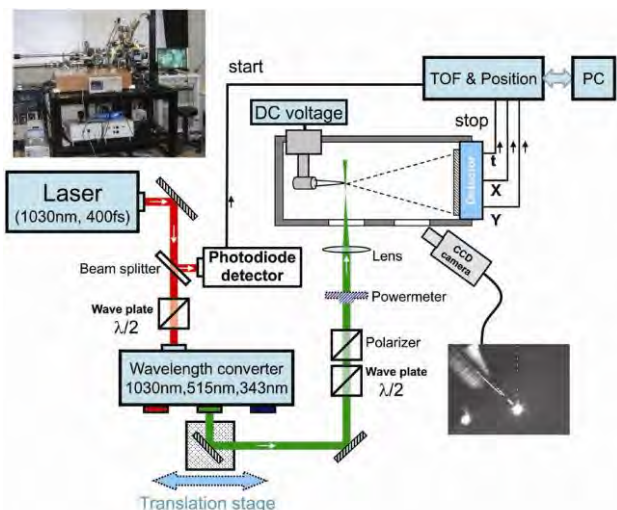 start
TOF & Position
PC
DC voltage
stop
t
X
Y
Detector
Laser
(1030nm, 400fs)
Photodiode
detector
Beam splitter
Lens
CCD
camera
Wave plate
λ/2
Powermeter
Polarizer
Wavelength converter
1030nm,515nm,343nm
Wave plate
λ/2
Translation stage